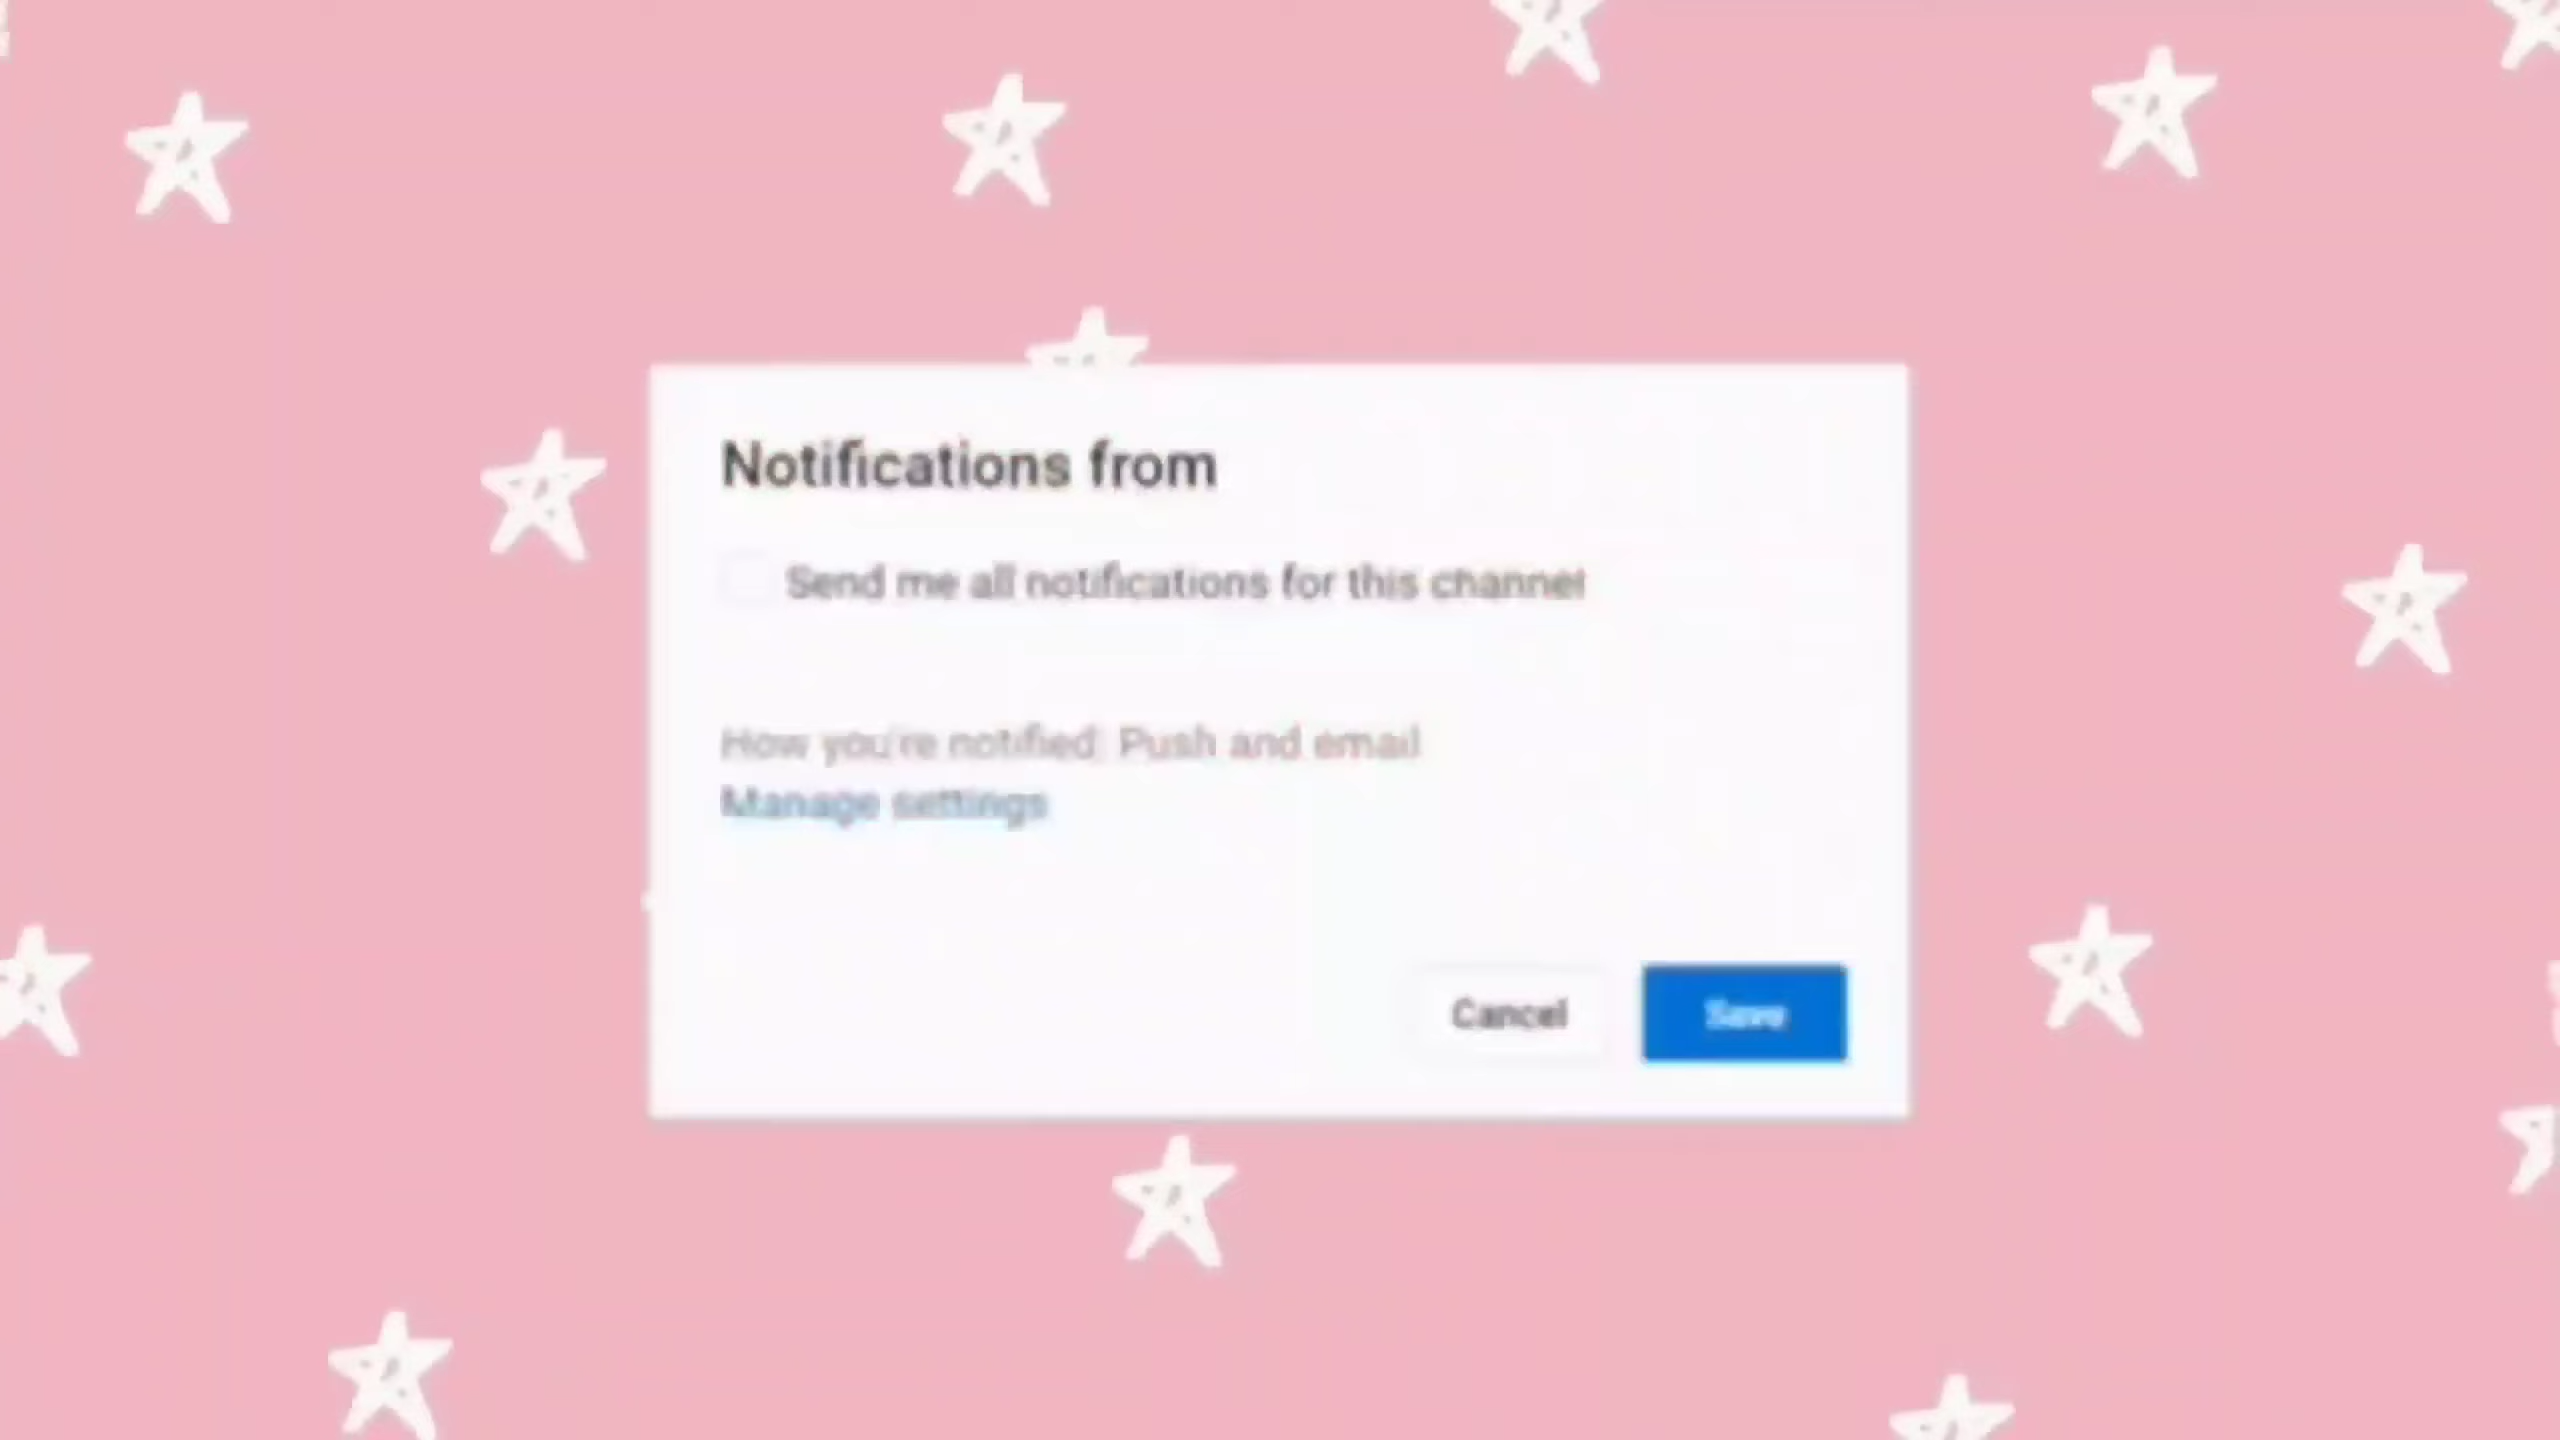 Notifications from
Send me all notifications for this channel
How you're notified: Push and email
Manage settings
Cancel
Save